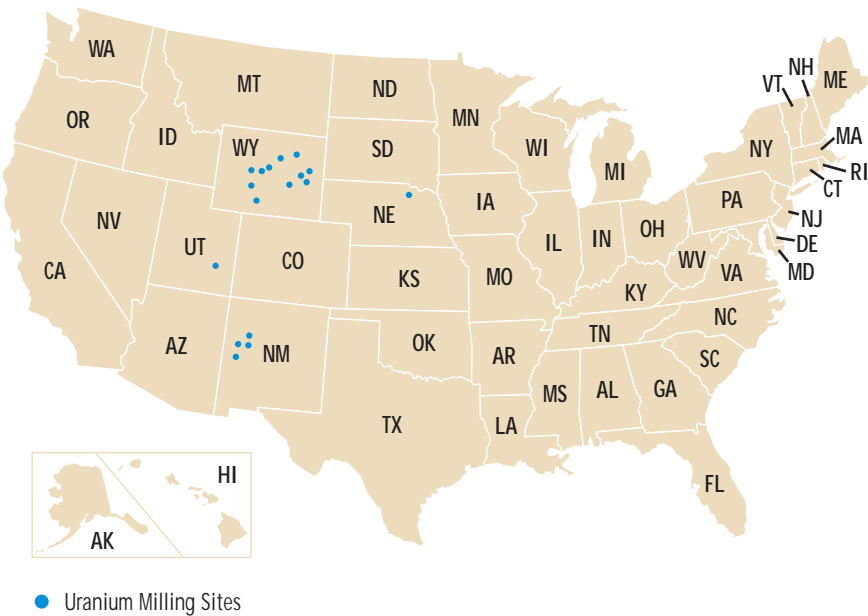 WA
MT
ND
MN
OR
ID
WY
SD
WI
MI
NY
VT
NH
ME
MA
RI
CT
NJ
DE
MD
PA
NV
UT
CA
CO
NE
IA
IL
IN
OH
WV
VA
KS
MO
KY
NC
TN
SC
AZ
NM
OK
AR
MS
AL
GA
TX
LA
FL
HI
AK
Uranium Milling Sites